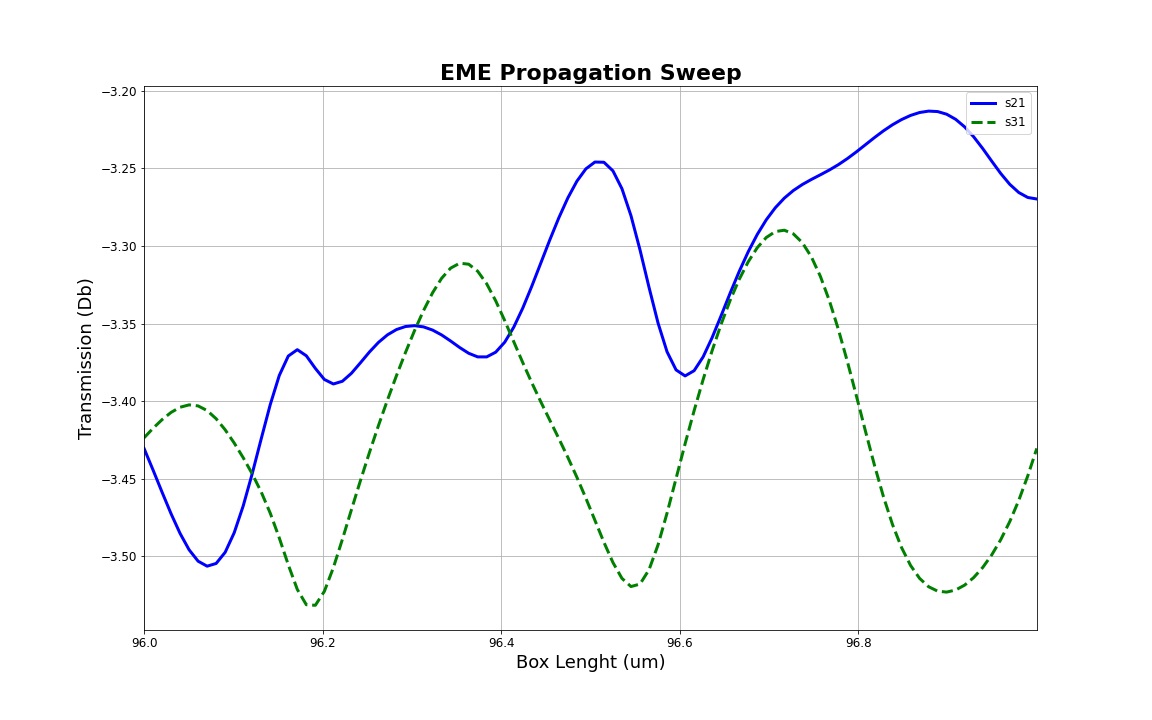 EME Propagation Sweep
−3.20
−3.25
−3.30
−3.35
−3.40
−3.45
−3.50
Transmission (Db)
s21
s31
96.0 96.2 96.4 96.6 96.8
Box Lenght (um)